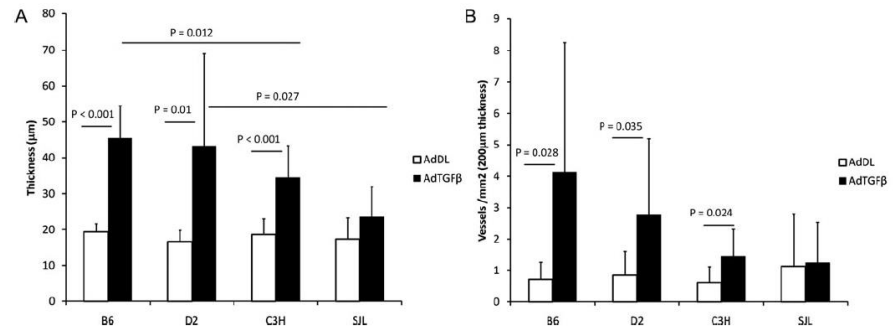 A
B
80
70
60
50
40
30
20
10
0
Thickness (μm)
P = 0.012
P < 0.001
P = 0.01
P = 0.027
P < 0.001
B6
D2
C3H
SJL
AdDL
AdTGFβ
9
8
7
6
5
4
3
2
1
0
Vessels /mm2 (200μm thickness)
P = 0.028
P = 0.035
P = 0.024
B6
D2
C3H
SJL
AdDL
AdTGFβ